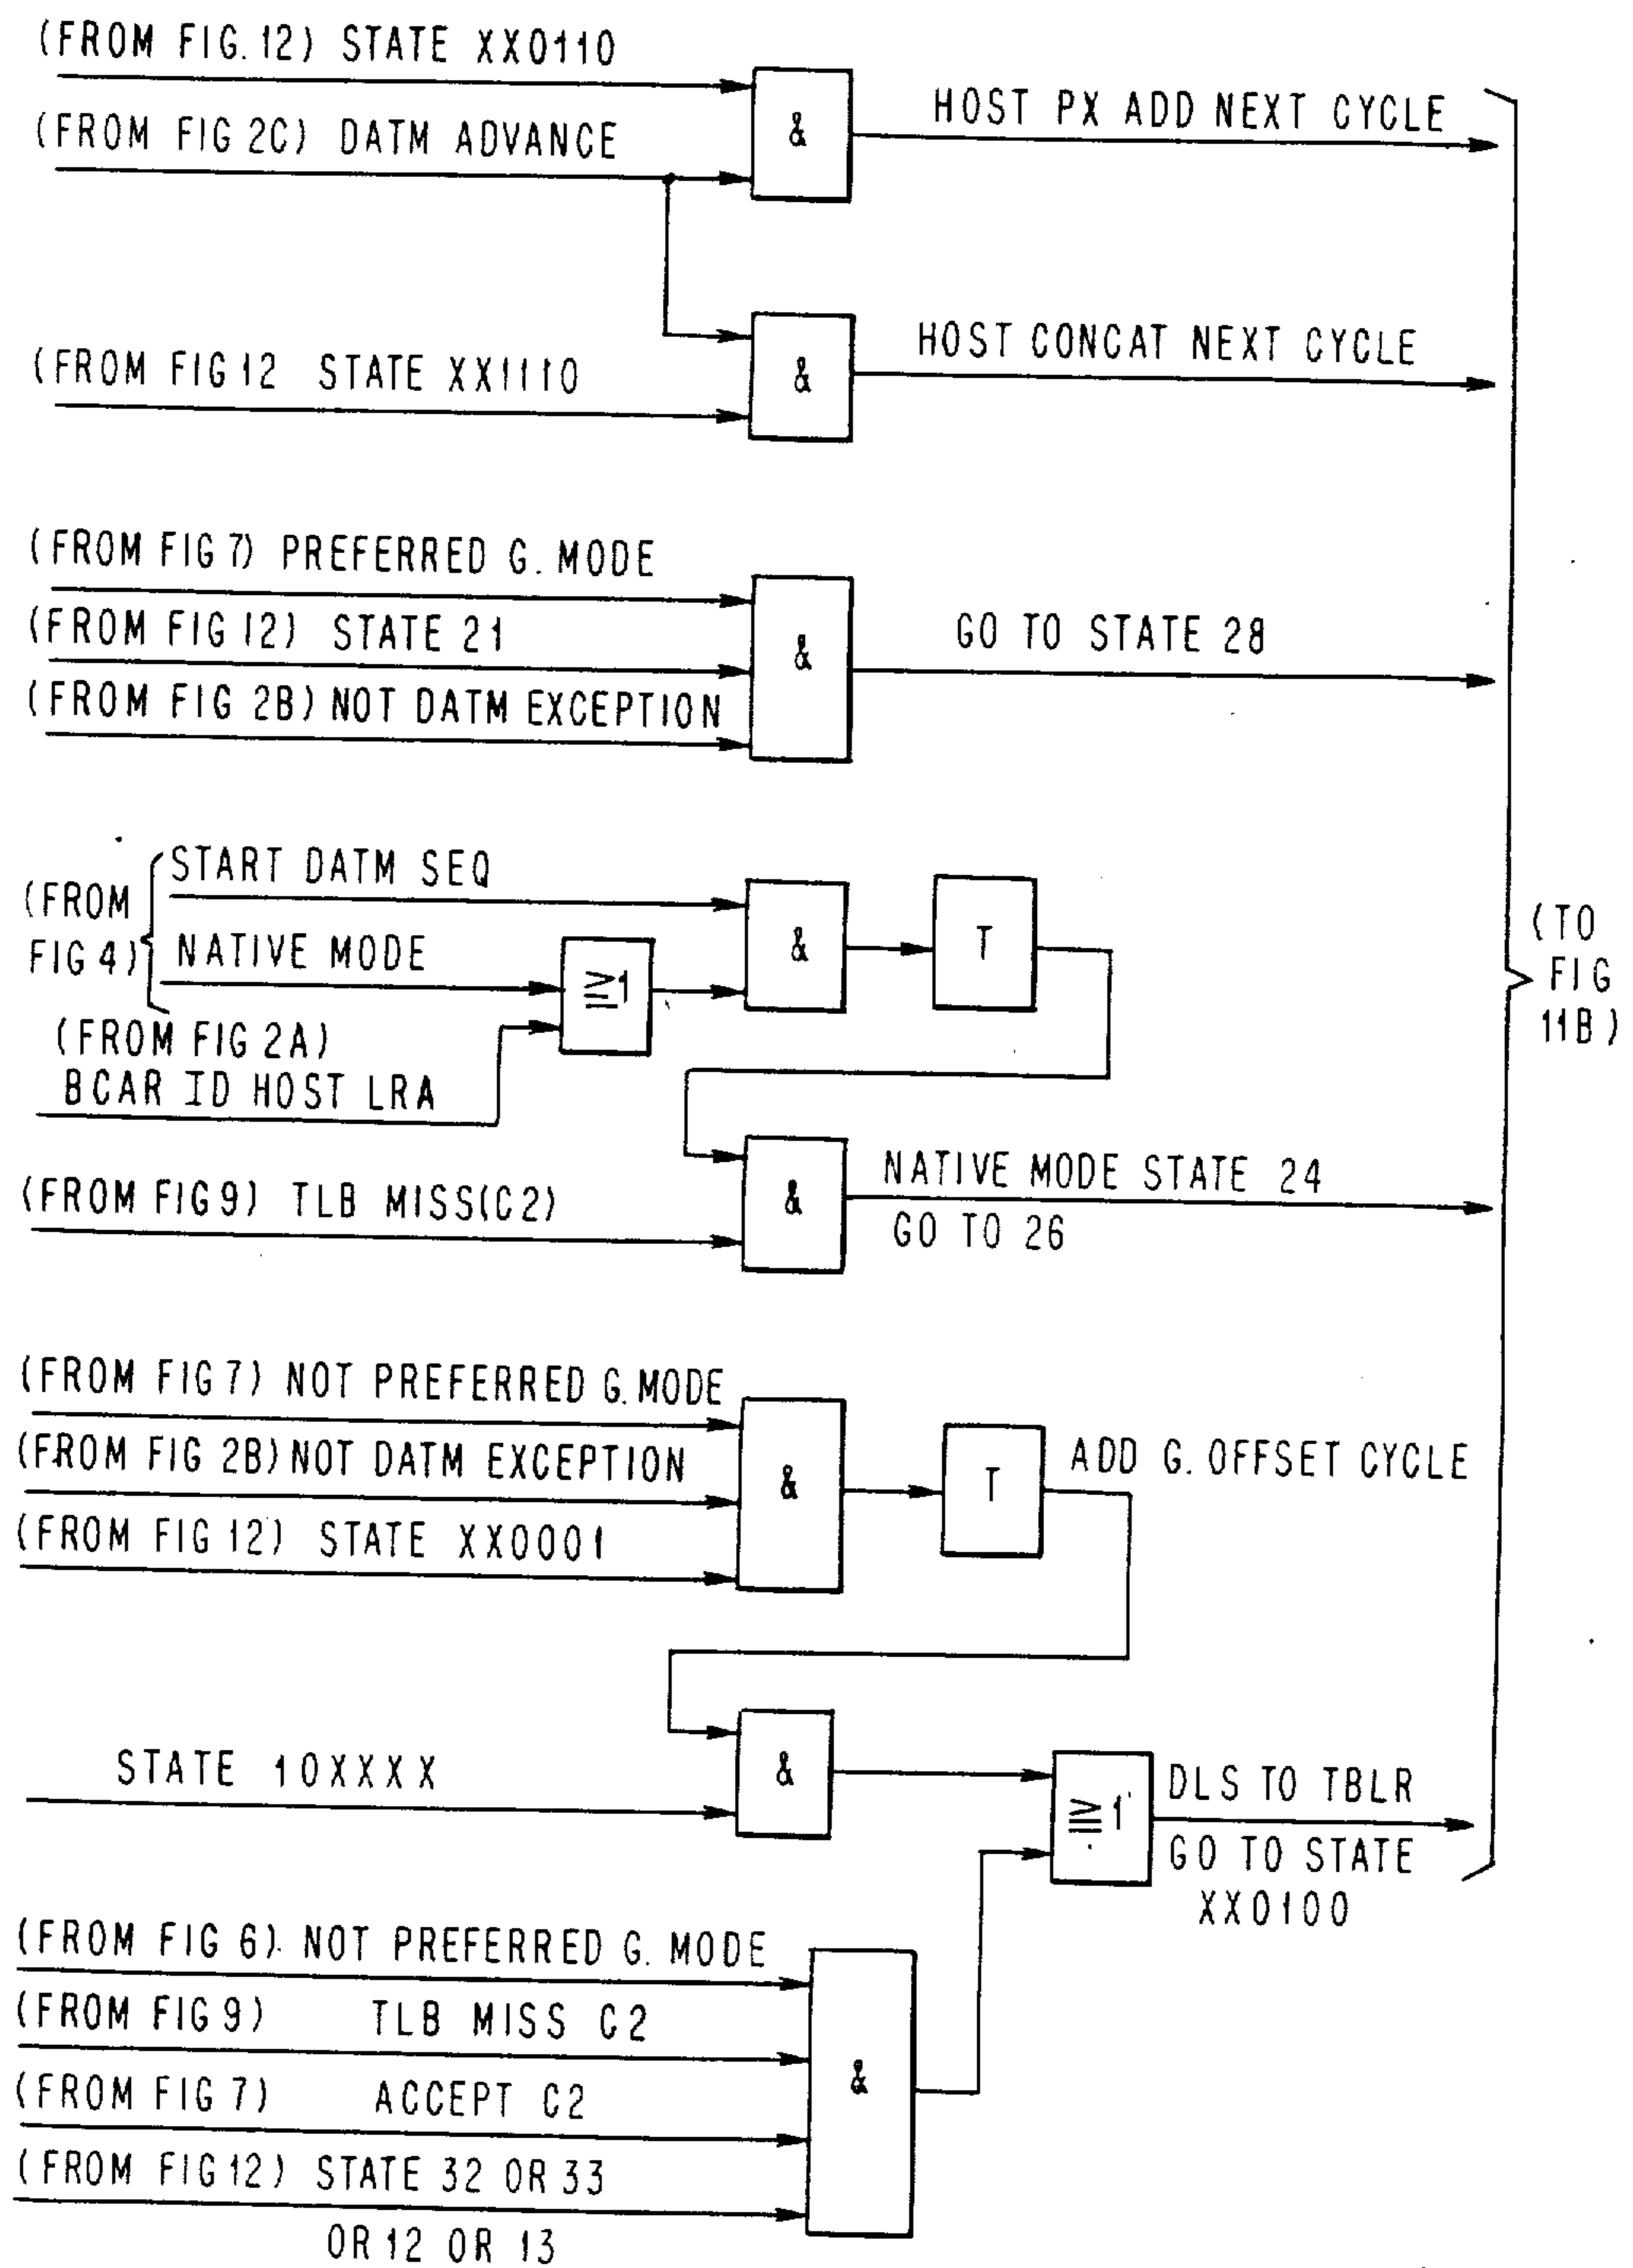 (FROM FIG. 12) STATE XX0110
(FROM FIG 2C) DATM ADVANCE
&
HOST PX ADD NEXT CYCLE
(FROM FIG 12 STATE XX1110
&
HOST CONCAT NEXT CYCLE
(FROM FIG 7) PREFERRED G. MODE
(FROM FIG 12) STATE 21
(FROM FIG 2B) NOT DATM EXCEPTION
&
GO TO STATE 28
(FROM
FIG 4)
START DATM SEQ
NATIVE MODE
(FROM FIG 2A)
BCAR ID HOST LRA
≧1
&
T
(FROM FIG 9) TLB MISS(C2)
&
NATIVE MODE STATE 24
GO TO 26
(TO
FIG
11B)
(FROM FIG 7) NOT PREFERRED G. MODE
(FROM FIG 2B) NOT DATM EXCEPTION
(FROM FIG 12) STATE XX0001
&
T
ADD G. OFFSET CYCLE
STATE 10XXXX
&
≧1
DLS TO TBLR
GO TO STATE
XX0100
(FROM FIG 6) NOT PREFERRED G. MODE
(FROM FIG 9) TLB MISS C2
(FROM FIG 7) ACCEPT C2
(FROM FIG 12) STATE 32 OR 33
OR 12 OR 13
&